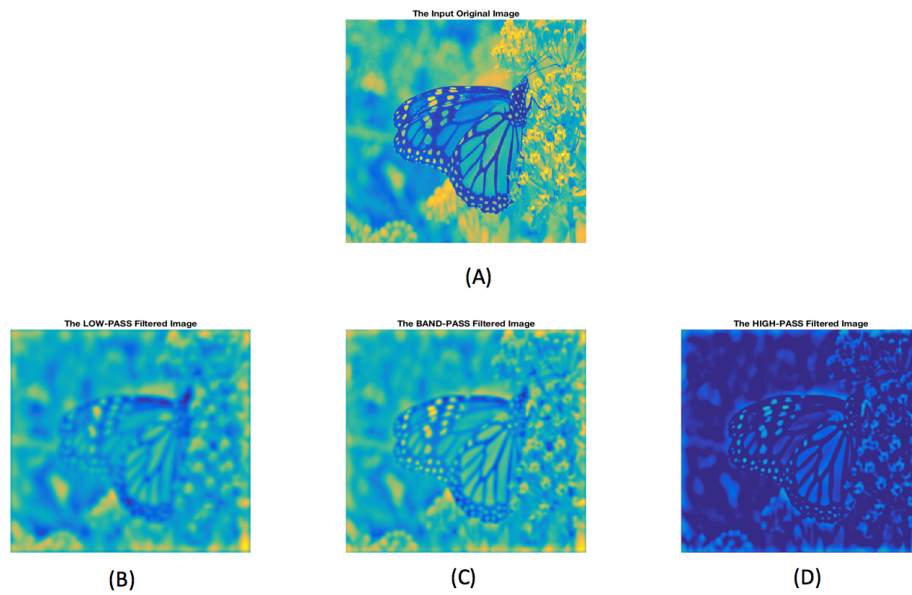 The Input Original Image
(A)
The LOW-PASS Filtered Image
The BAND-PASS Filtered Image
The HIGH-PASS Filtered Image
(B)
(C)
(D)